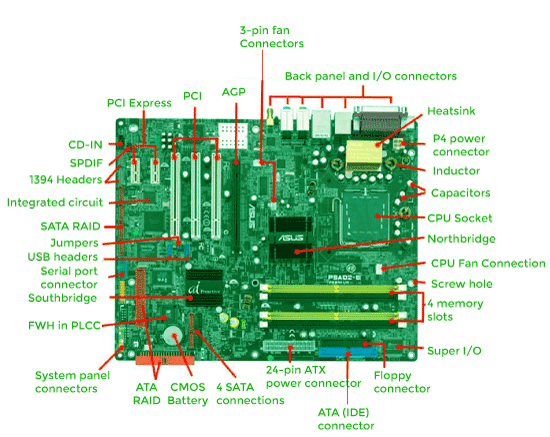 3-pin fan
Connectors
Back panel and I/O connectors
PCI Express
PCI
AGP
Heatsink
CD-IN
P4 power
connector
SPDIF
Inductor
1394 Headers
Capacitors
Integrated circuit
CPU Socket
SATA RAID
ASUS
Northbridge
Jumpers
USB headers
CPU Fan Connection
Serial port
connector
Screw hole
Southbridge
4 memory
slots
FWH in PLCC
Super I/O
System panel
connectors
ATA
RAID
CMOS
Battery
4 SATA
connections
24-pin ATX
power connector
Floppy
connector
ATA (IDE)
connector